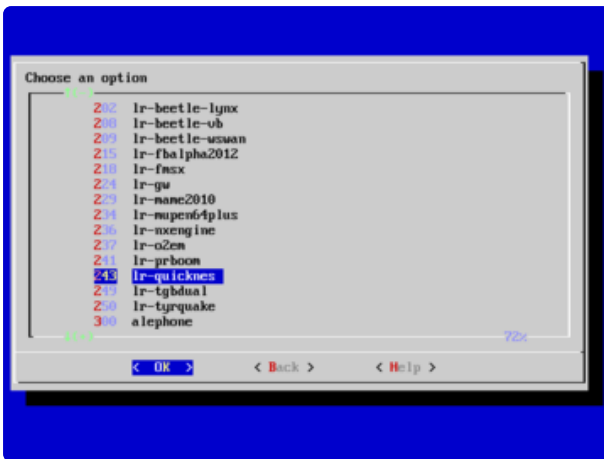 Choose an option
202 lr-beetle-lynx
208 lr-beetle-vb
209 lr-beetle-wswan
215 lr-fbalpha2012
218 lr-fmsx
224 lr-gw
229 lr-mame2010
234 lr-mupen64plus
236 lr-nxengine
237 lr-o2em
241 lr-prboom
243 lr-quicknes
249 lr-tgbdual
250 lr-tyrquake
300 alephone
72%
< OK > < Back > < Help >